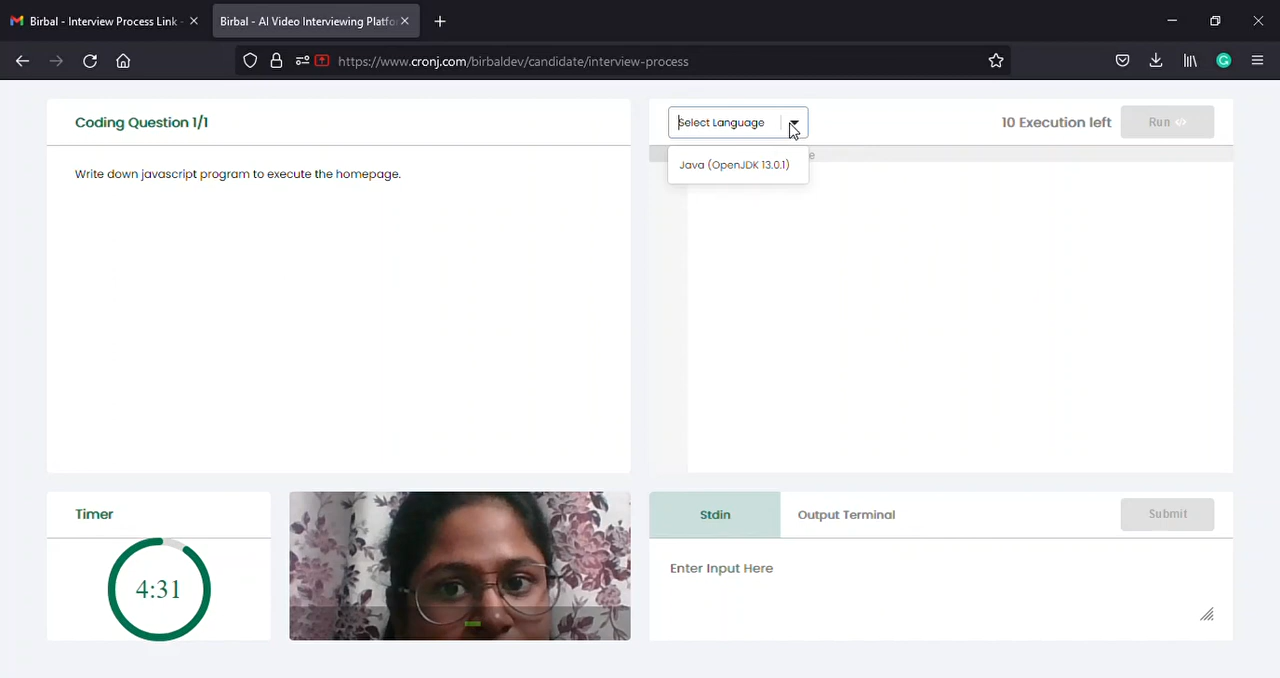 Birbal - Interview Process Link -
Birbal - AI Video Interviewing Platfo
https://www.cronj.com/birbaldev/candidate/interview-process
Coding Question 1/1
Write down javascript program to execute the homepage.
Select Language
10 Execution left
Run </>
Java (OpenJDK 13.0.1)
e
Timer
4:31
Stdin
Output Terminal
Submit
Enter Input Here